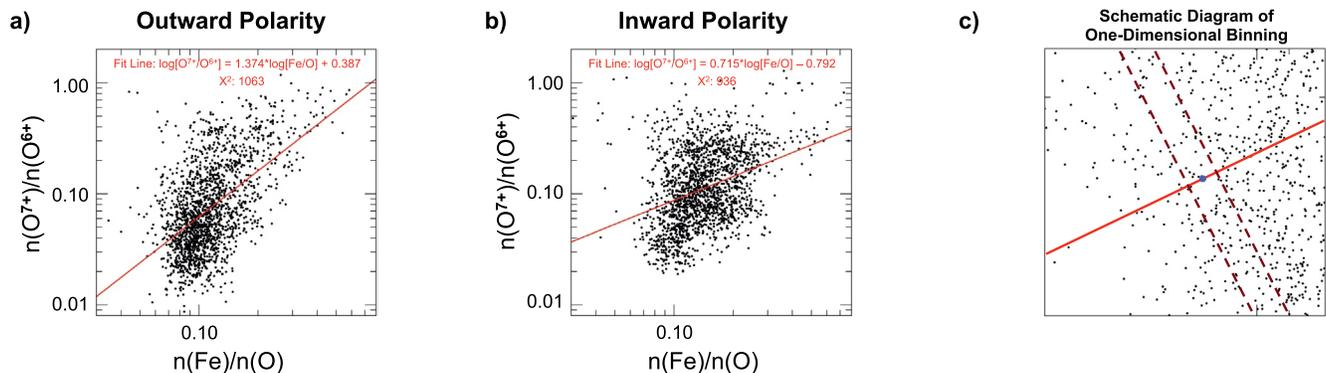 a)
Outward Polarity
Fit Line: log[O⁷⁺/O⁶⁺] = 1.374*log[Fe/O] + 0.387
X²: 1063
1.00
0.10
0.01
n(O⁷⁺)/n(O⁶⁺)
0.10
n(Fe)/n(O)
b)
Inward Polarity
Fit Line: log[O⁷⁺/O⁶⁺] = 0.715*log[Fe/O] – 0.792
X²: 936
1.00
0.10
0.01
n(O⁷⁺)/n(O⁶⁺)
0.10
n(Fe)/n(O)
c)
Schematic Diagram of
One-Dimensional Binning